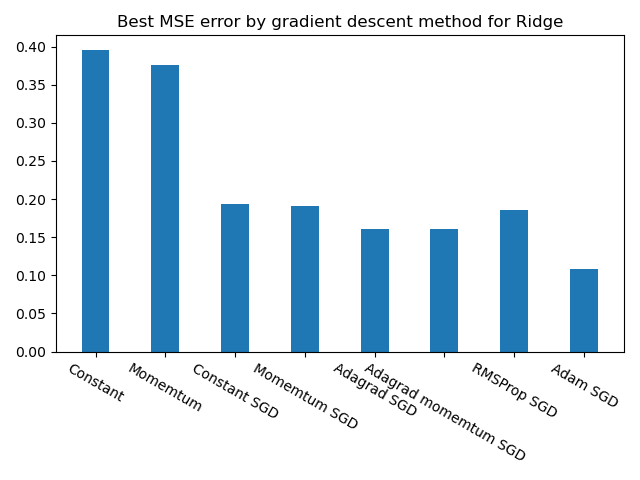 Best MSE error by gradient descent method for Ridge
0.40
0.35
0.30
0.25
0.20
0.15
0.10
0.05
0.00
Constant
Momemtum
Constant SGD
Momemtum SGD
Adagrad SGD
Adagrad momemtum SGD
RMSProp SGD
Adam SGD